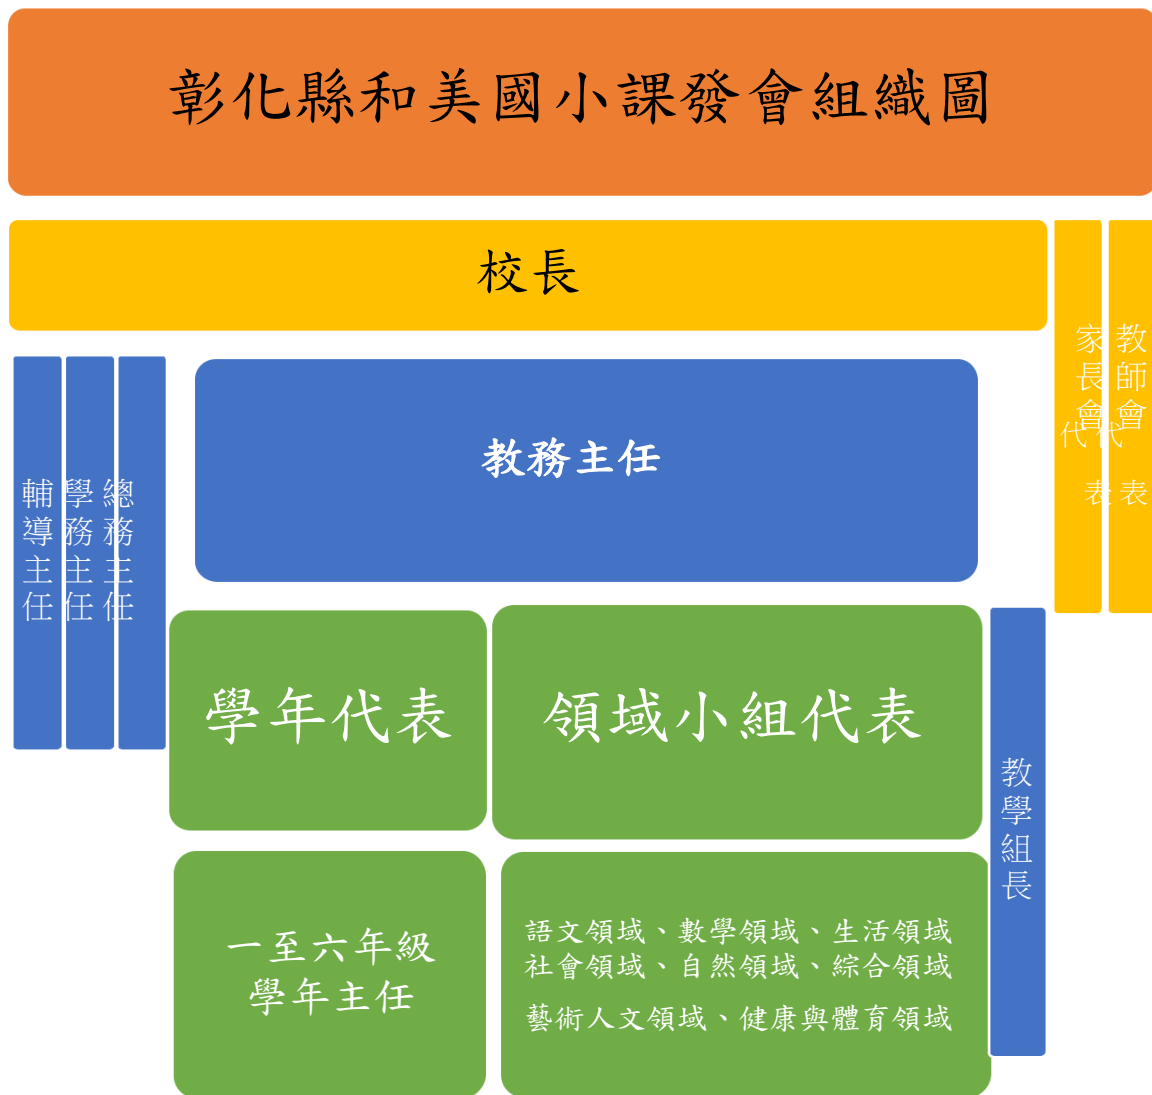 彰化縣和美國小課發會組織圖
校長
家長會代表
教師會代表
教務主任
輔導主任
學務主任
總務主任
學年代表
領域小組代表
教學組長
一至六年級
學年主任
語文領域、數學領域、生活領域
社會領域、自然領域、綜合領域
藝術人文領域、健康與體育領域